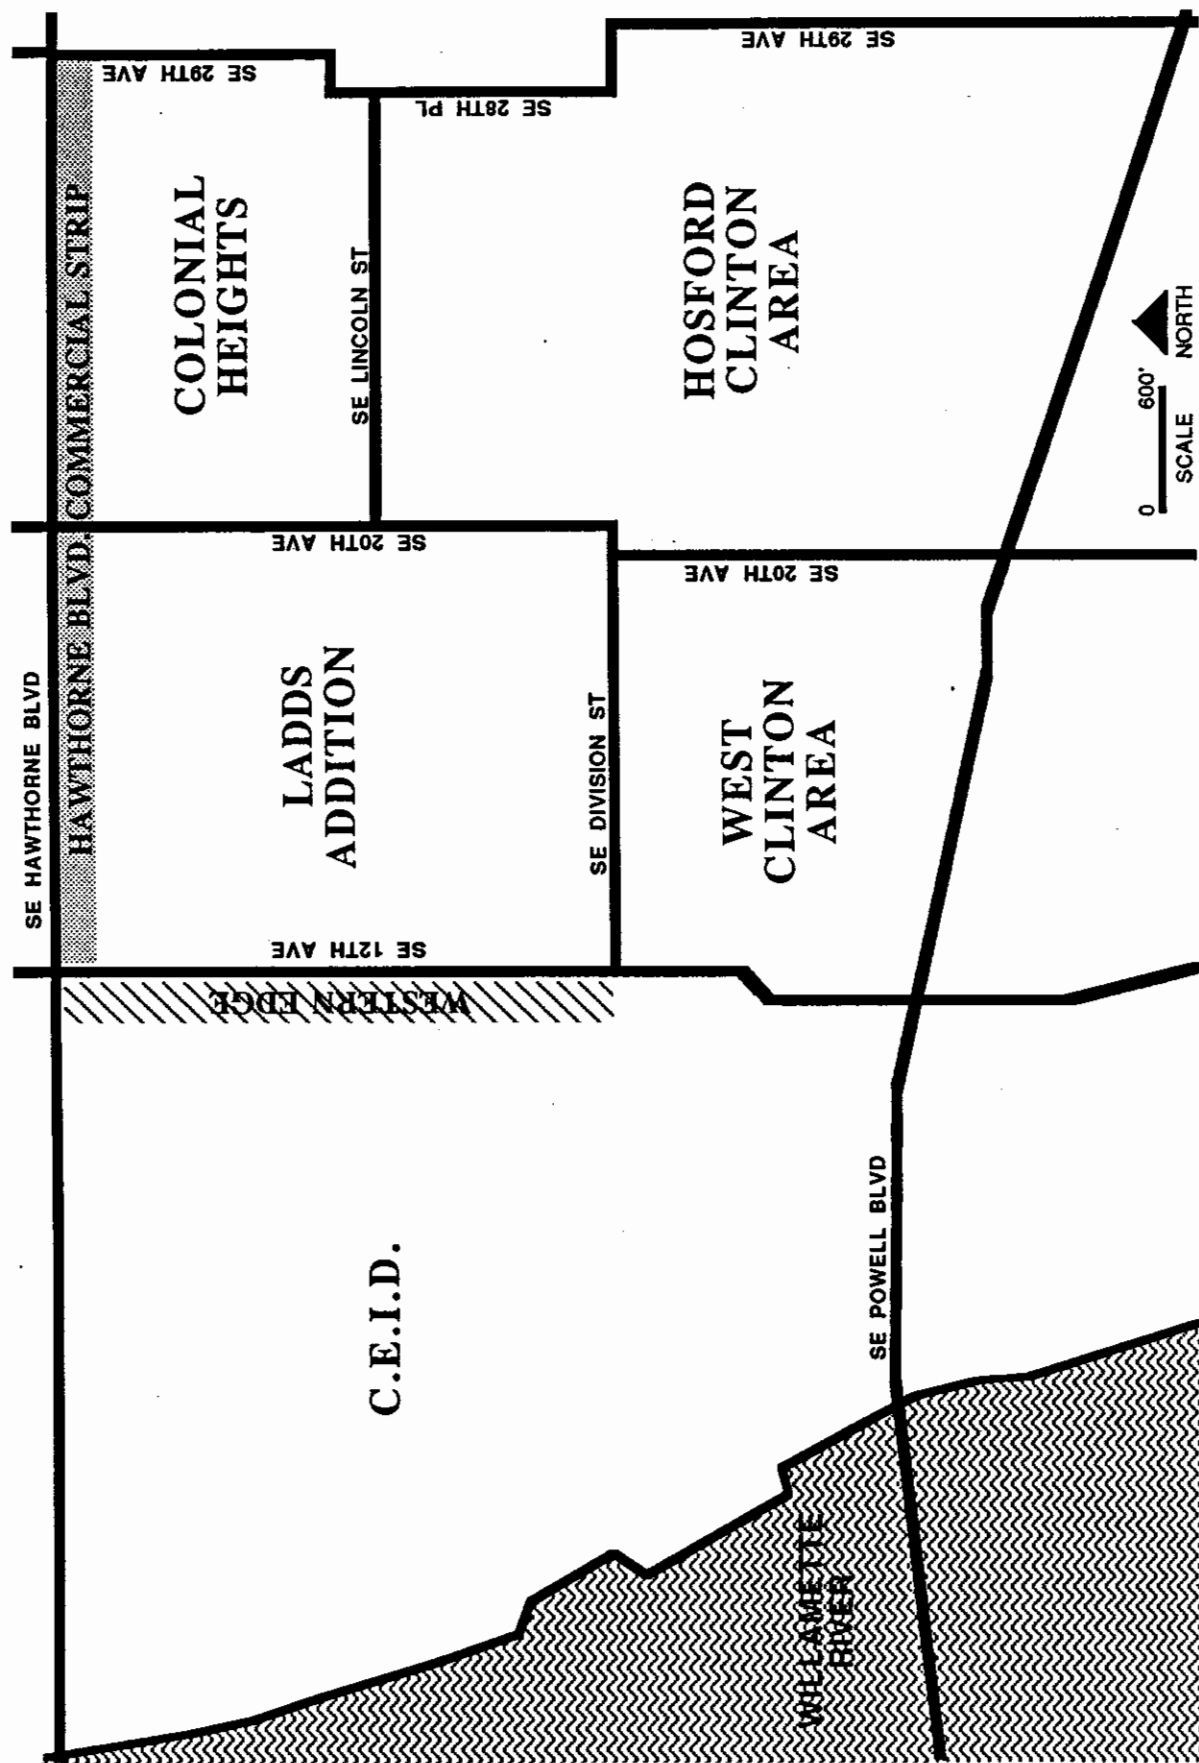 SE HAWTHORNE BLVD
HAWTHORNE BLVD. COMMERCIAL STRIP
C.E.I.D.
WESTERN EDGE
SE 12TH AVE
LADDS
ADDITION
SE 20TH AVE
COLONIAL
HEIGHTS
SE 29TH AVE
SE LINCOLN ST
SE 28TH PL
SE DIVISION ST
SE 29TH AVE
WEST
CLINTON
AREA
SE 20TH AVE
HOSFORD
CLINTON
AREA
SE POWELL BLVD
WILLAMETTE
RIVER
0 600'
SCALE
NORTH